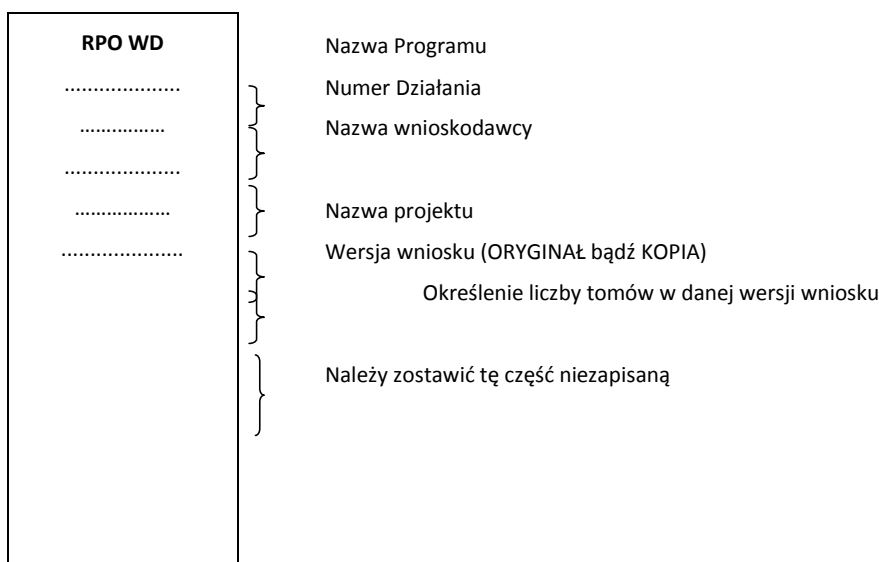 RPO WD Nazwa Programu
.................... Numer Działania
................ Nazwa wnioskodawcy
....................
.................. Nazwa projektu
..................... Wersja wniosku (ORYGINAŁ bądź KOPIA)
Określenie liczby tomów w danej wersji wniosku
Należy zostawić tę część niezapisaną